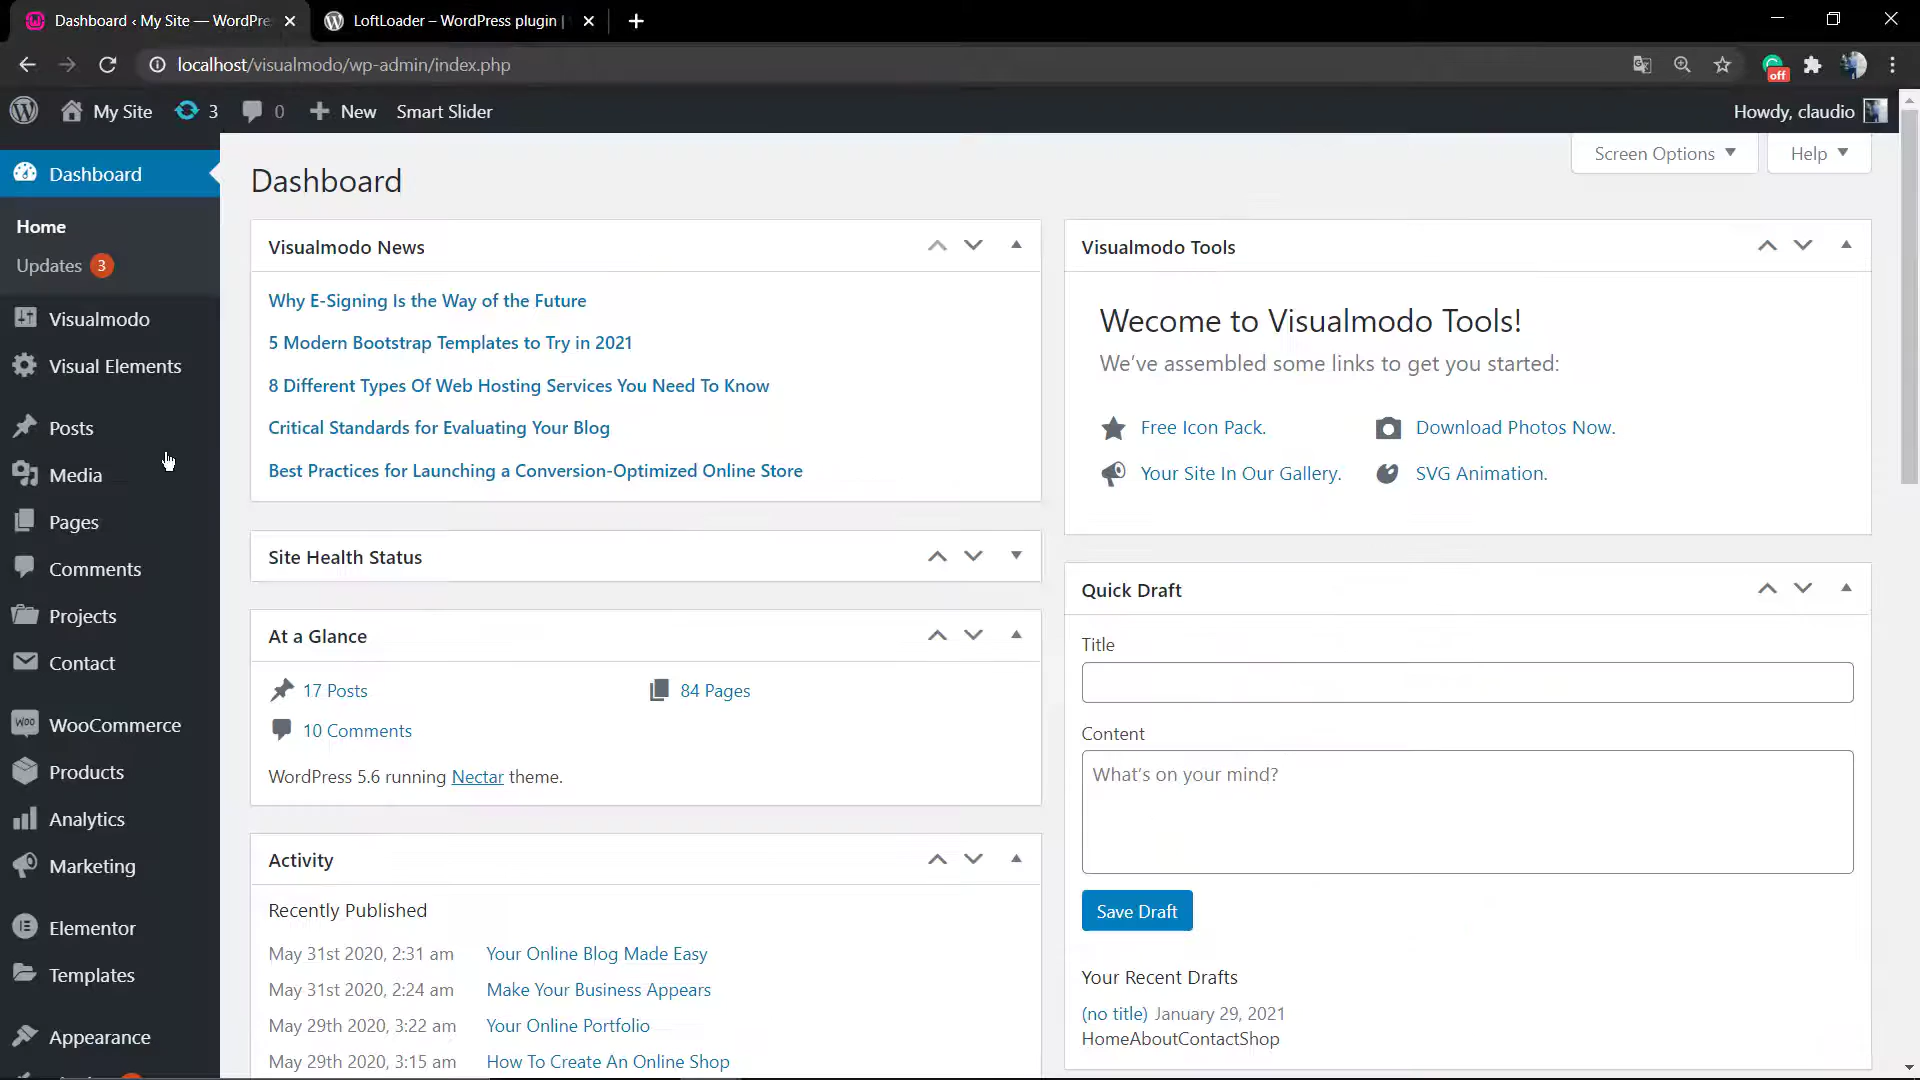 Dashboard ‹ My Site — WordPre
LoftLoader – WordPress plugin |
localhost/visualmodo/wp-admin/index.php
off
My Site
3
0
New
Smart Slider
Howdy, claudio
Dashboard
Home
Updates 3
Visualmodo
Visual Elements
Posts
Media
Pages
Comments
Projects
Contact
WooCommerce
Products
Analytics
Marketing
Elementor
Templates
Appearance
Screen Options
Help
Dashboard
Visualmodo News
Why E-Signing Is the Way of the Future
5 Modern Bootstrap Templates to Try in 2021
8 Different Types Of Web Hosting Services You Need To Know
Critical Standards for Evaluating Your Blog
Best Practices for Launching a Conversion-Optimized Online Store
Site Health Status
At a Glance
17 Posts
84 Pages
10 Comments
WordPress 5.6 running Nectar theme.
Activity
Recently Published
May 31st 2020, 2:31 am Your Online Blog Made Easy
May 31st 2020, 2:24 am Make Your Business Appears
May 29th 2020, 3:22 am Your Online Portfolio
May 29th 2020, 3:15 am How To Create An Online Shop
Visualmodo Tools
Wecome to Visualmodo Tools!
We've assembled some links to get you started:
Free Icon Pack.
Download Photos Now.
Your Site In Our Gallery.
SVG Animation.
Quick Draft
Title
Content
What's on your mind?
Save Draft
Your Recent Drafts
(no title) January 29, 2021
HomeAboutContactShop